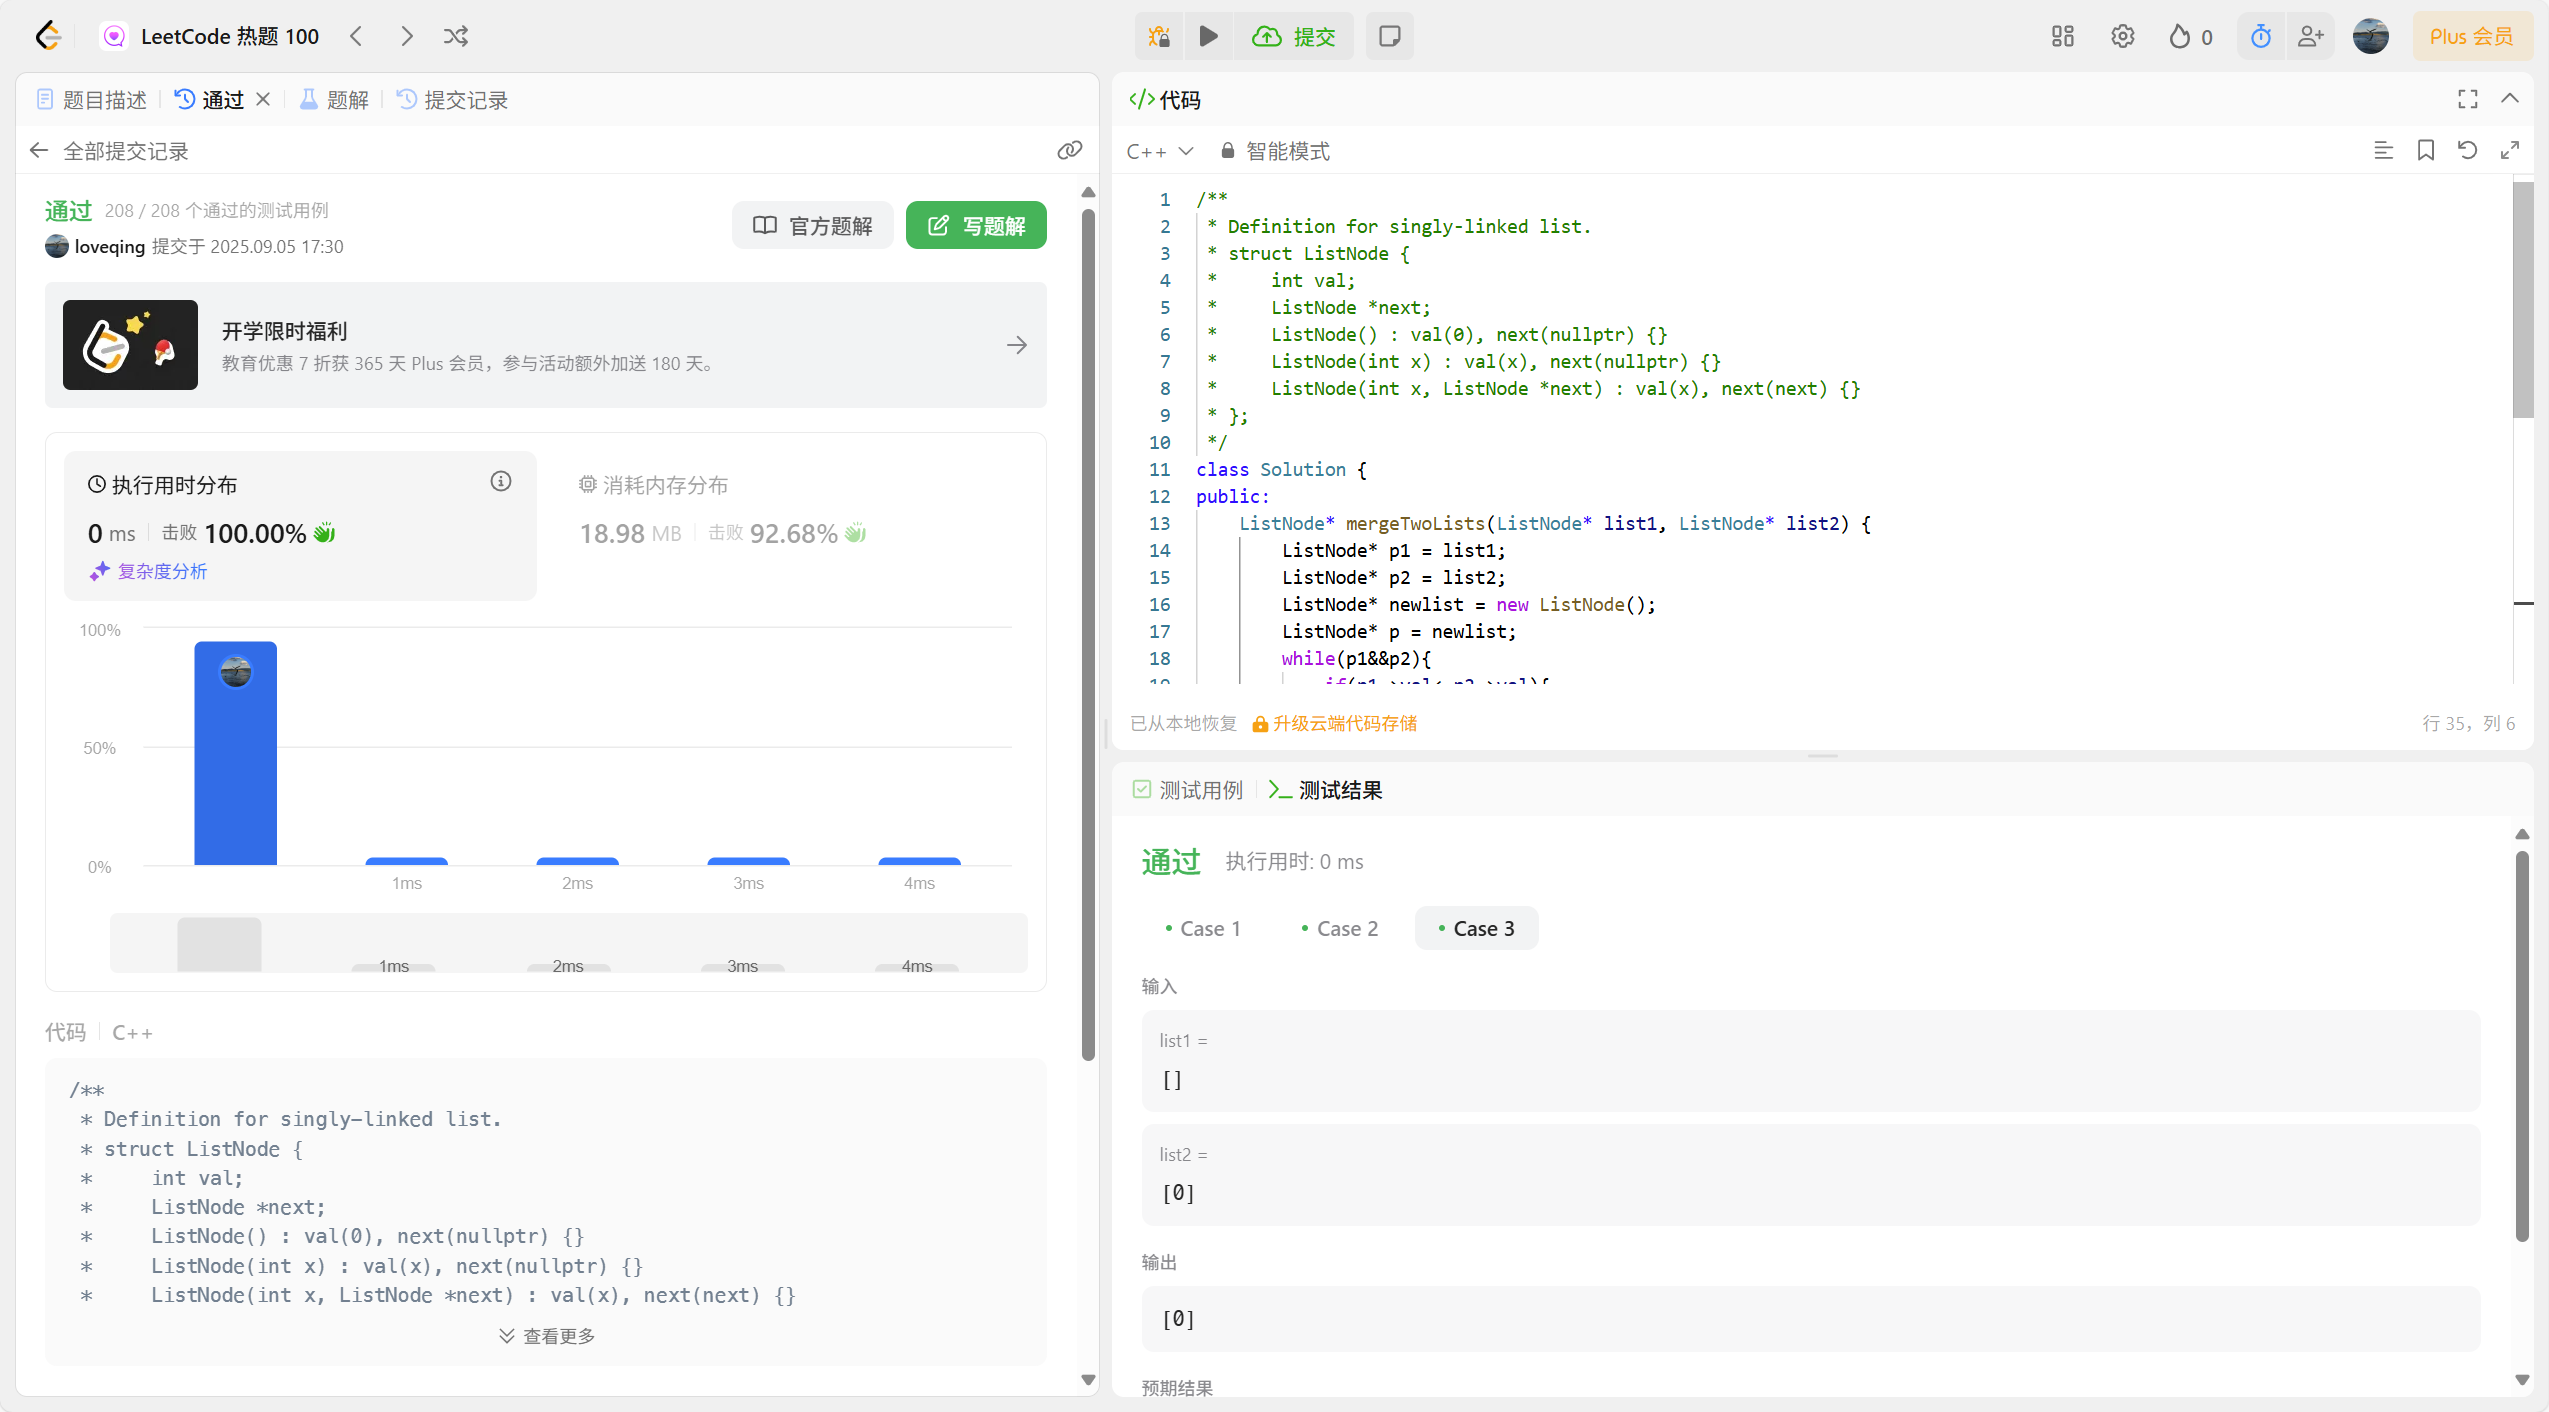 LeetCode 热题 100
提交
0
Plus 会员
题目描述
通过
题解
提交记录
全部提交记录
通过 208 / 208 个通过的测试用例
loveqing 提交于 2025.09.05 17:30
官方题解
写题解
开学限时福利
教育优惠 7 折获 365 天 Plus 会员，参与活动额外加送 180 天。
执行用时分布
0 ms 击败 100.00%
复杂度分析
消耗内存分布
18.98 MB 击败 92.68%
100%
50%
0%
1ms 2ms 3ms 4ms
1ms 2ms 3ms 4ms
代码 C++
/**
 * Definition for singly-linked list.
 * struct ListNode {
 *     int val;
 *     ListNode *next;
 *     ListNode() : val(0), next(nullptr) {}
 *     ListNode(int x) : val(x), next(nullptr) {}
 *     ListNode(int x, ListNode *next) : val(x), next(next) {}
查看更多
</> 代码
C++ 智能模式
1 /**
2  * Definition for singly-linked list.
3  * struct ListNode {
4  *     int val;
5  *     ListNode *next;
6  *     ListNode() : val(0), next(nullptr) {}
7  *     ListNode(int x) : val(x), next(nullptr) {}
8  *     ListNode(int x, ListNode *next) : val(x), next(next) {}
9  * };
10  */
11 class Solution {
12 public:
13     ListNode* mergeTwoLists(ListNode* list1, ListNode* list2) {
14         ListNode* p1 = list1;
15         ListNode* p2 = list2;
16         ListNode* newlist = new ListNode();
17         ListNode* p = newlist;
18         while(p1&&p2){
已从本地恢复 升级云端代码存储
行 35，列 6
测试用例
测试结果
通过 执行用时: 0 ms
Case 1
Case 2
Case 3
输入
list1 =
[]
list2 =
[0]
输出
[0]
预期结果